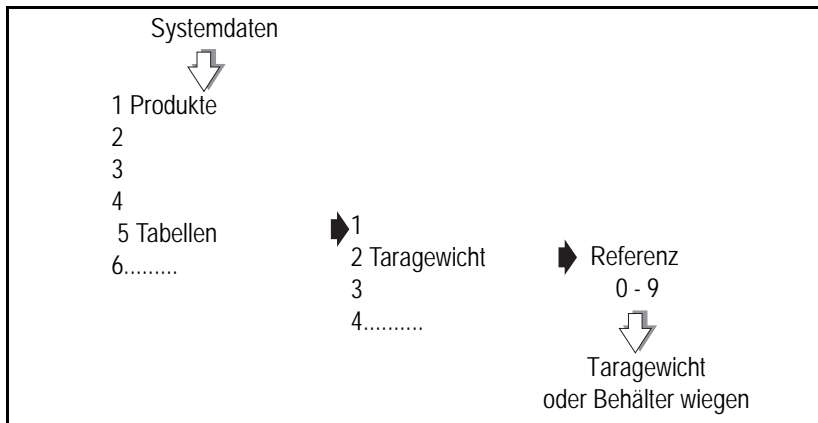 Systemdaten
1 Produkte
2
3
4
5 Tabellen
6.........
1
2 Taragewicht
3
4..........
Referenz
0 - 9
Taragewicht
oder Behälter wiegen